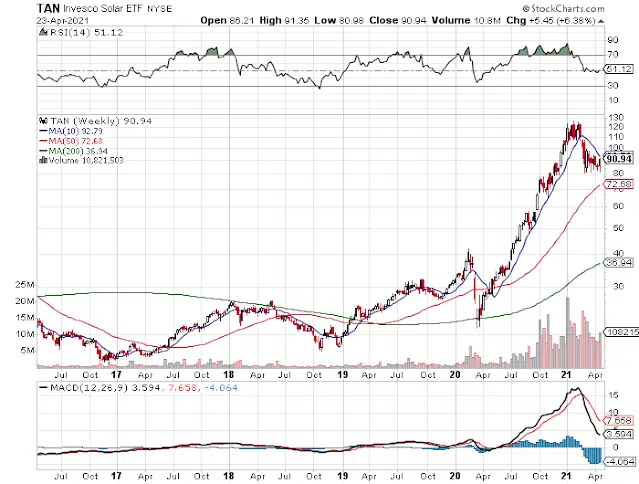 TAN Invesco Solar ETF NYSE © StockCharts.com
23-Apr-2021 Open 86.21 High 91.35 Low 80.98 Close 90.94 Volume 10.8M Chg +5.45 (+6.38%)
RSI(14) 51.12
90
70
51.12
30
10
TAN (Weekly) 90.94
MA(10) 92.79
MA(50) 72.68
MA(200) 36.94
Volume 10,821,503
130
120
110
100
90.94
80
72.68
60
50
40
36.94
30
25M
20M
15M
10M
5M
108215
Jul Oct 17 Apr Jul Oct 18 Apr Jul Oct 19 Apr Jul Oct 20 Apr Jul Oct 21 Apr
MACD(12,26,9) 3.594, 7.658, -4.064
15
10
7.658
3.594
0
-4.064
Jul Oct 17 Apr Jul Oct 18 Apr Jul Oct 19 Apr Jul Oct 20 Apr Jul Oct 21 Apr